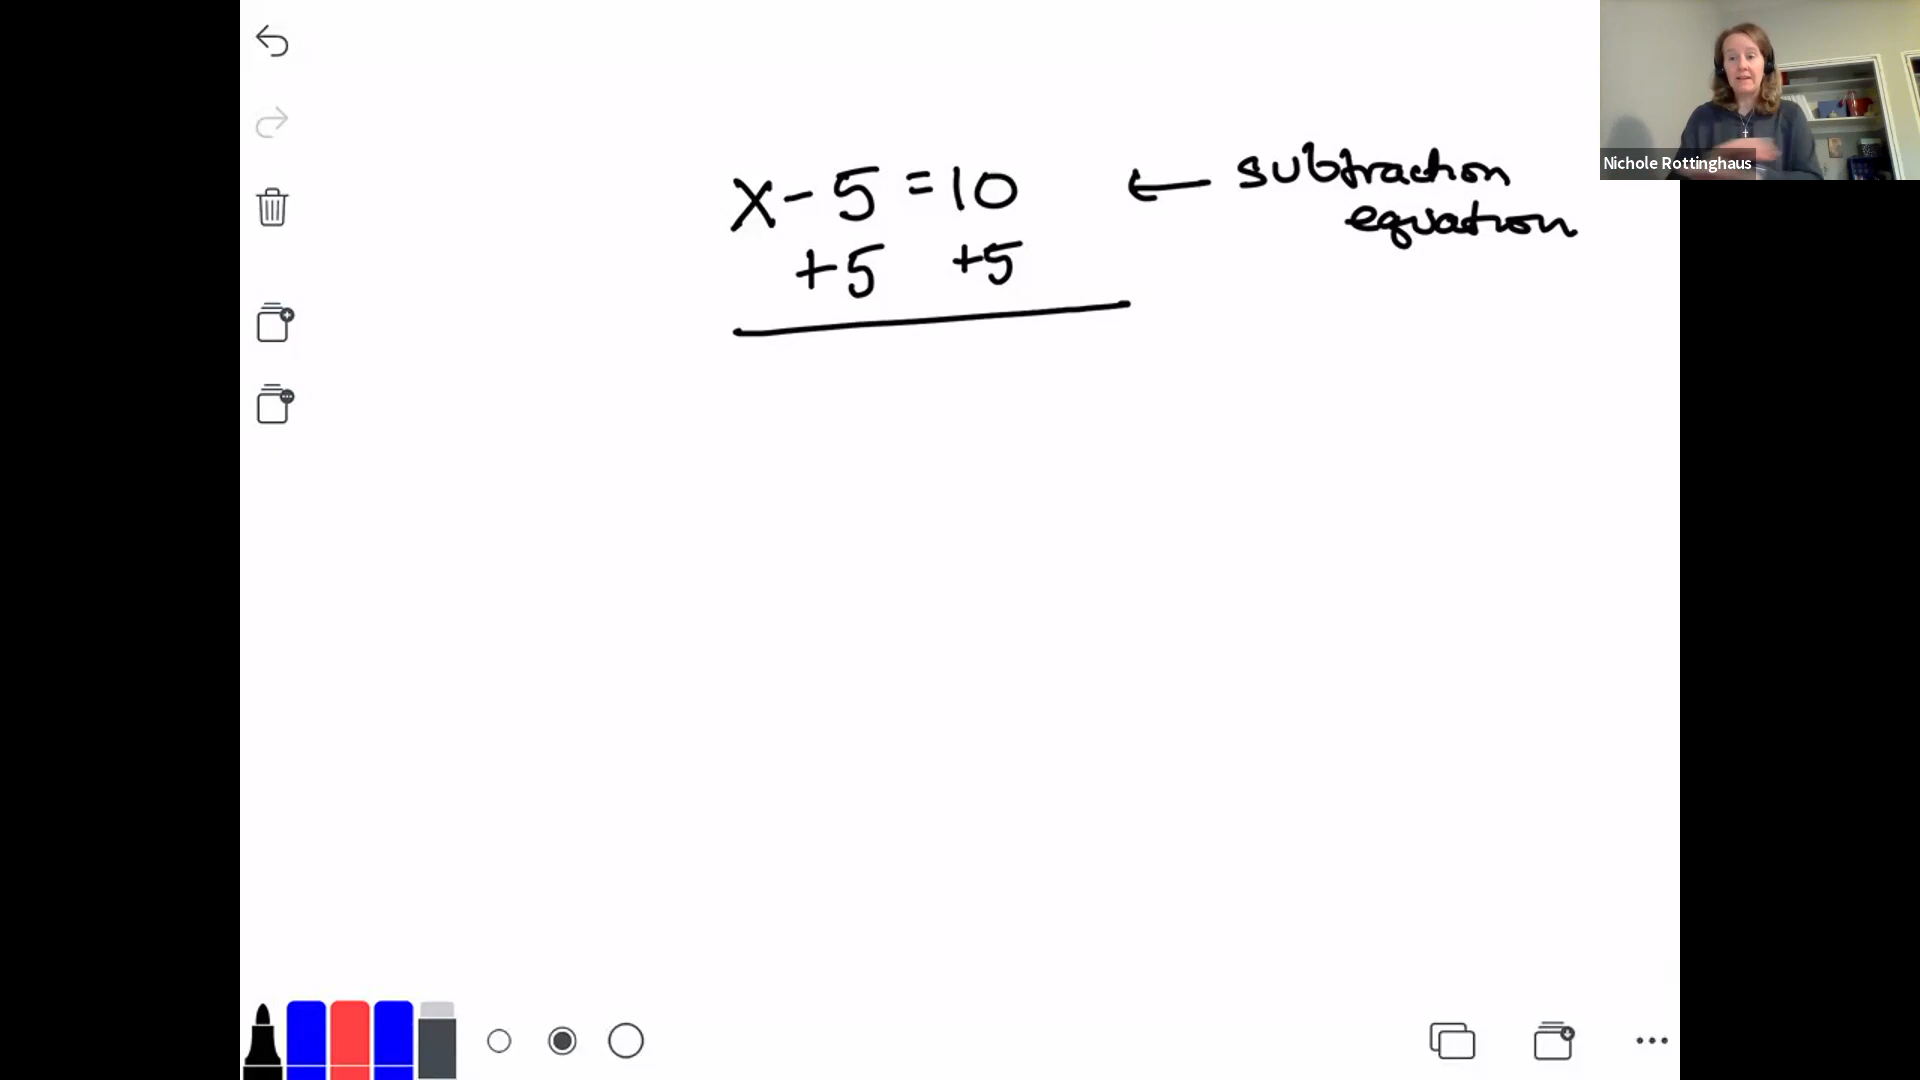 x - 5 = 10
+5 +5
← subtraction
equation
Nichole Rottinghaus